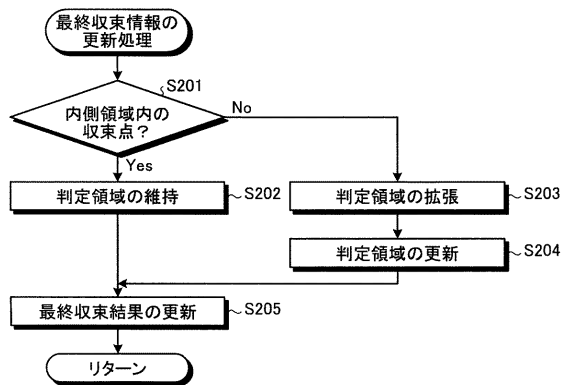 最終収束情報の
更新処理
S201
内側領域内の
収束点?
No
Yes
判定領域の維持
S202
判定領域の拡張
S203
判定領域の更新
S204
最終収束結果の更新
S205
リターン